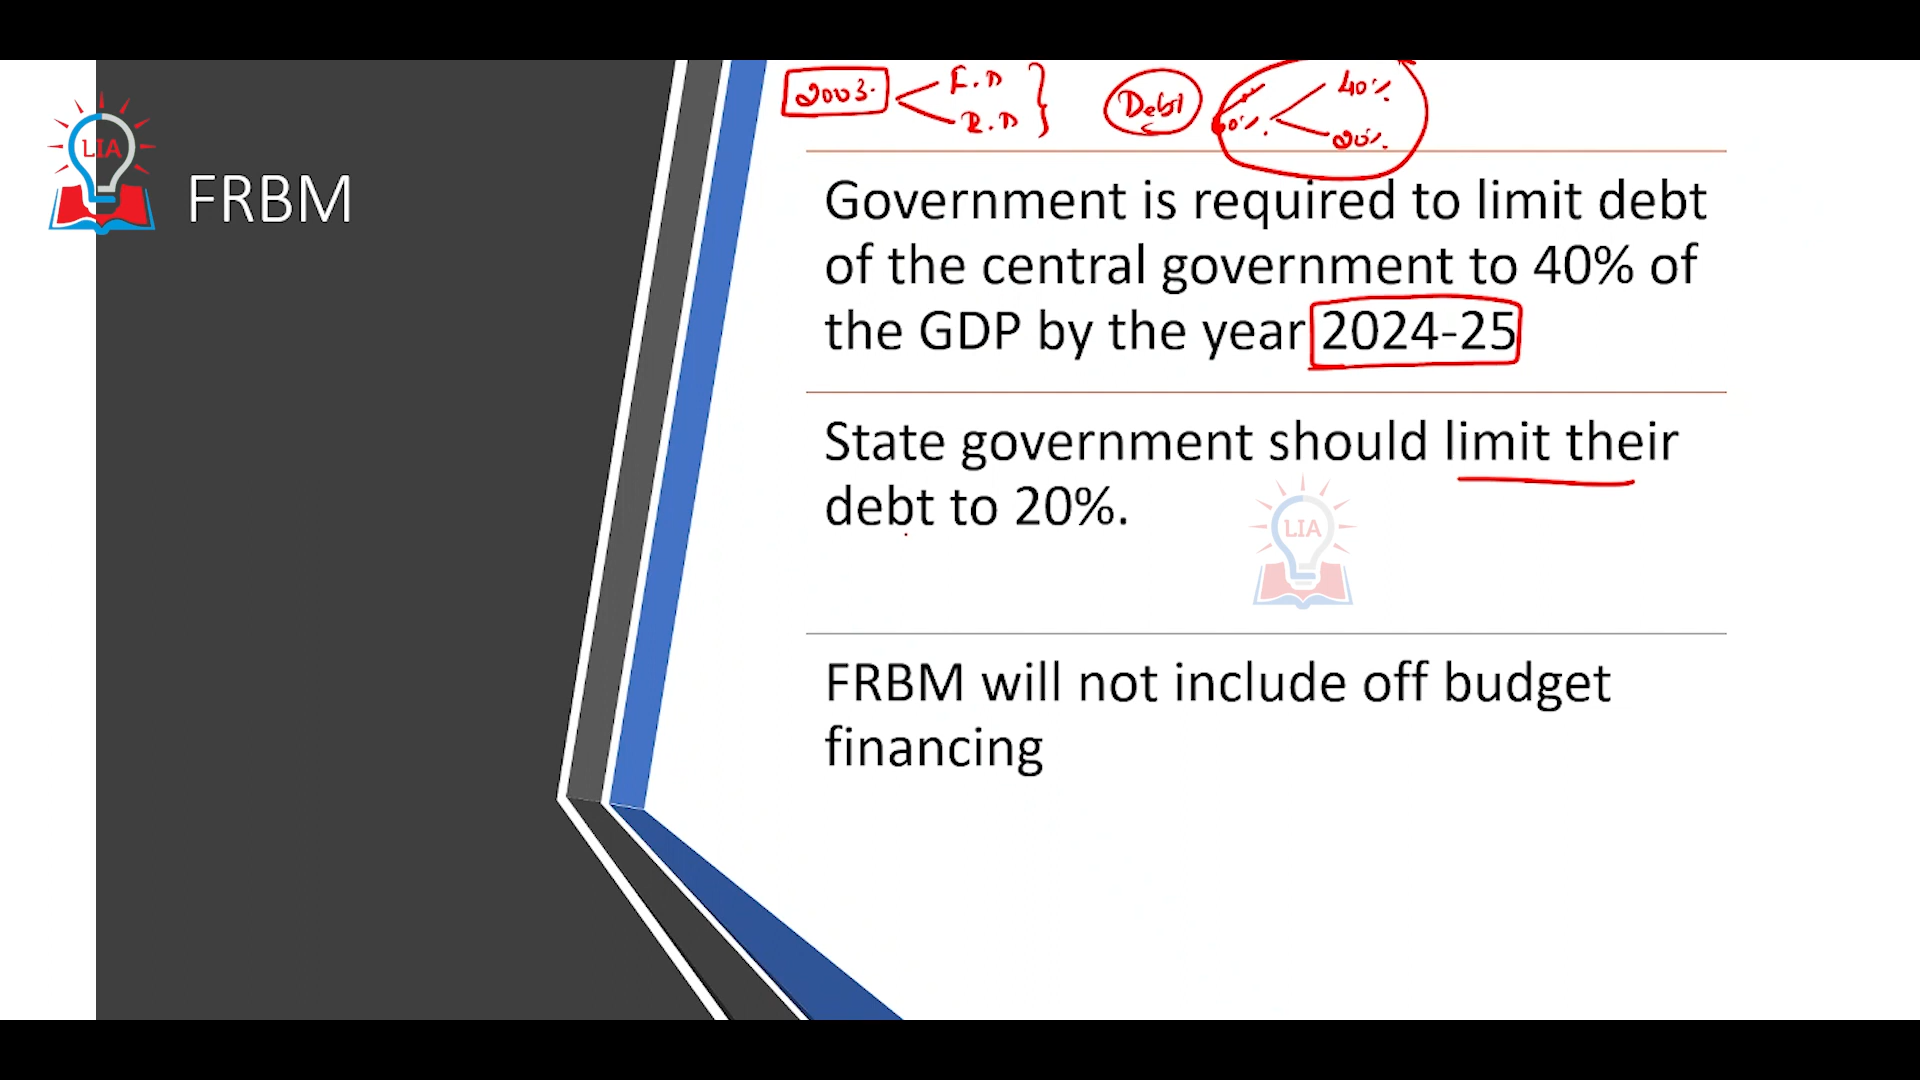 2003. F.D
R.D
Debt 60%. 40%.
20%.
LIA
FRBM
Government is required to limit debt
of the central government to 40% of
the GDP by the year 2024-25
State government should limit their
debt to 20%.
LIA
FRBM will not include off budget
financing